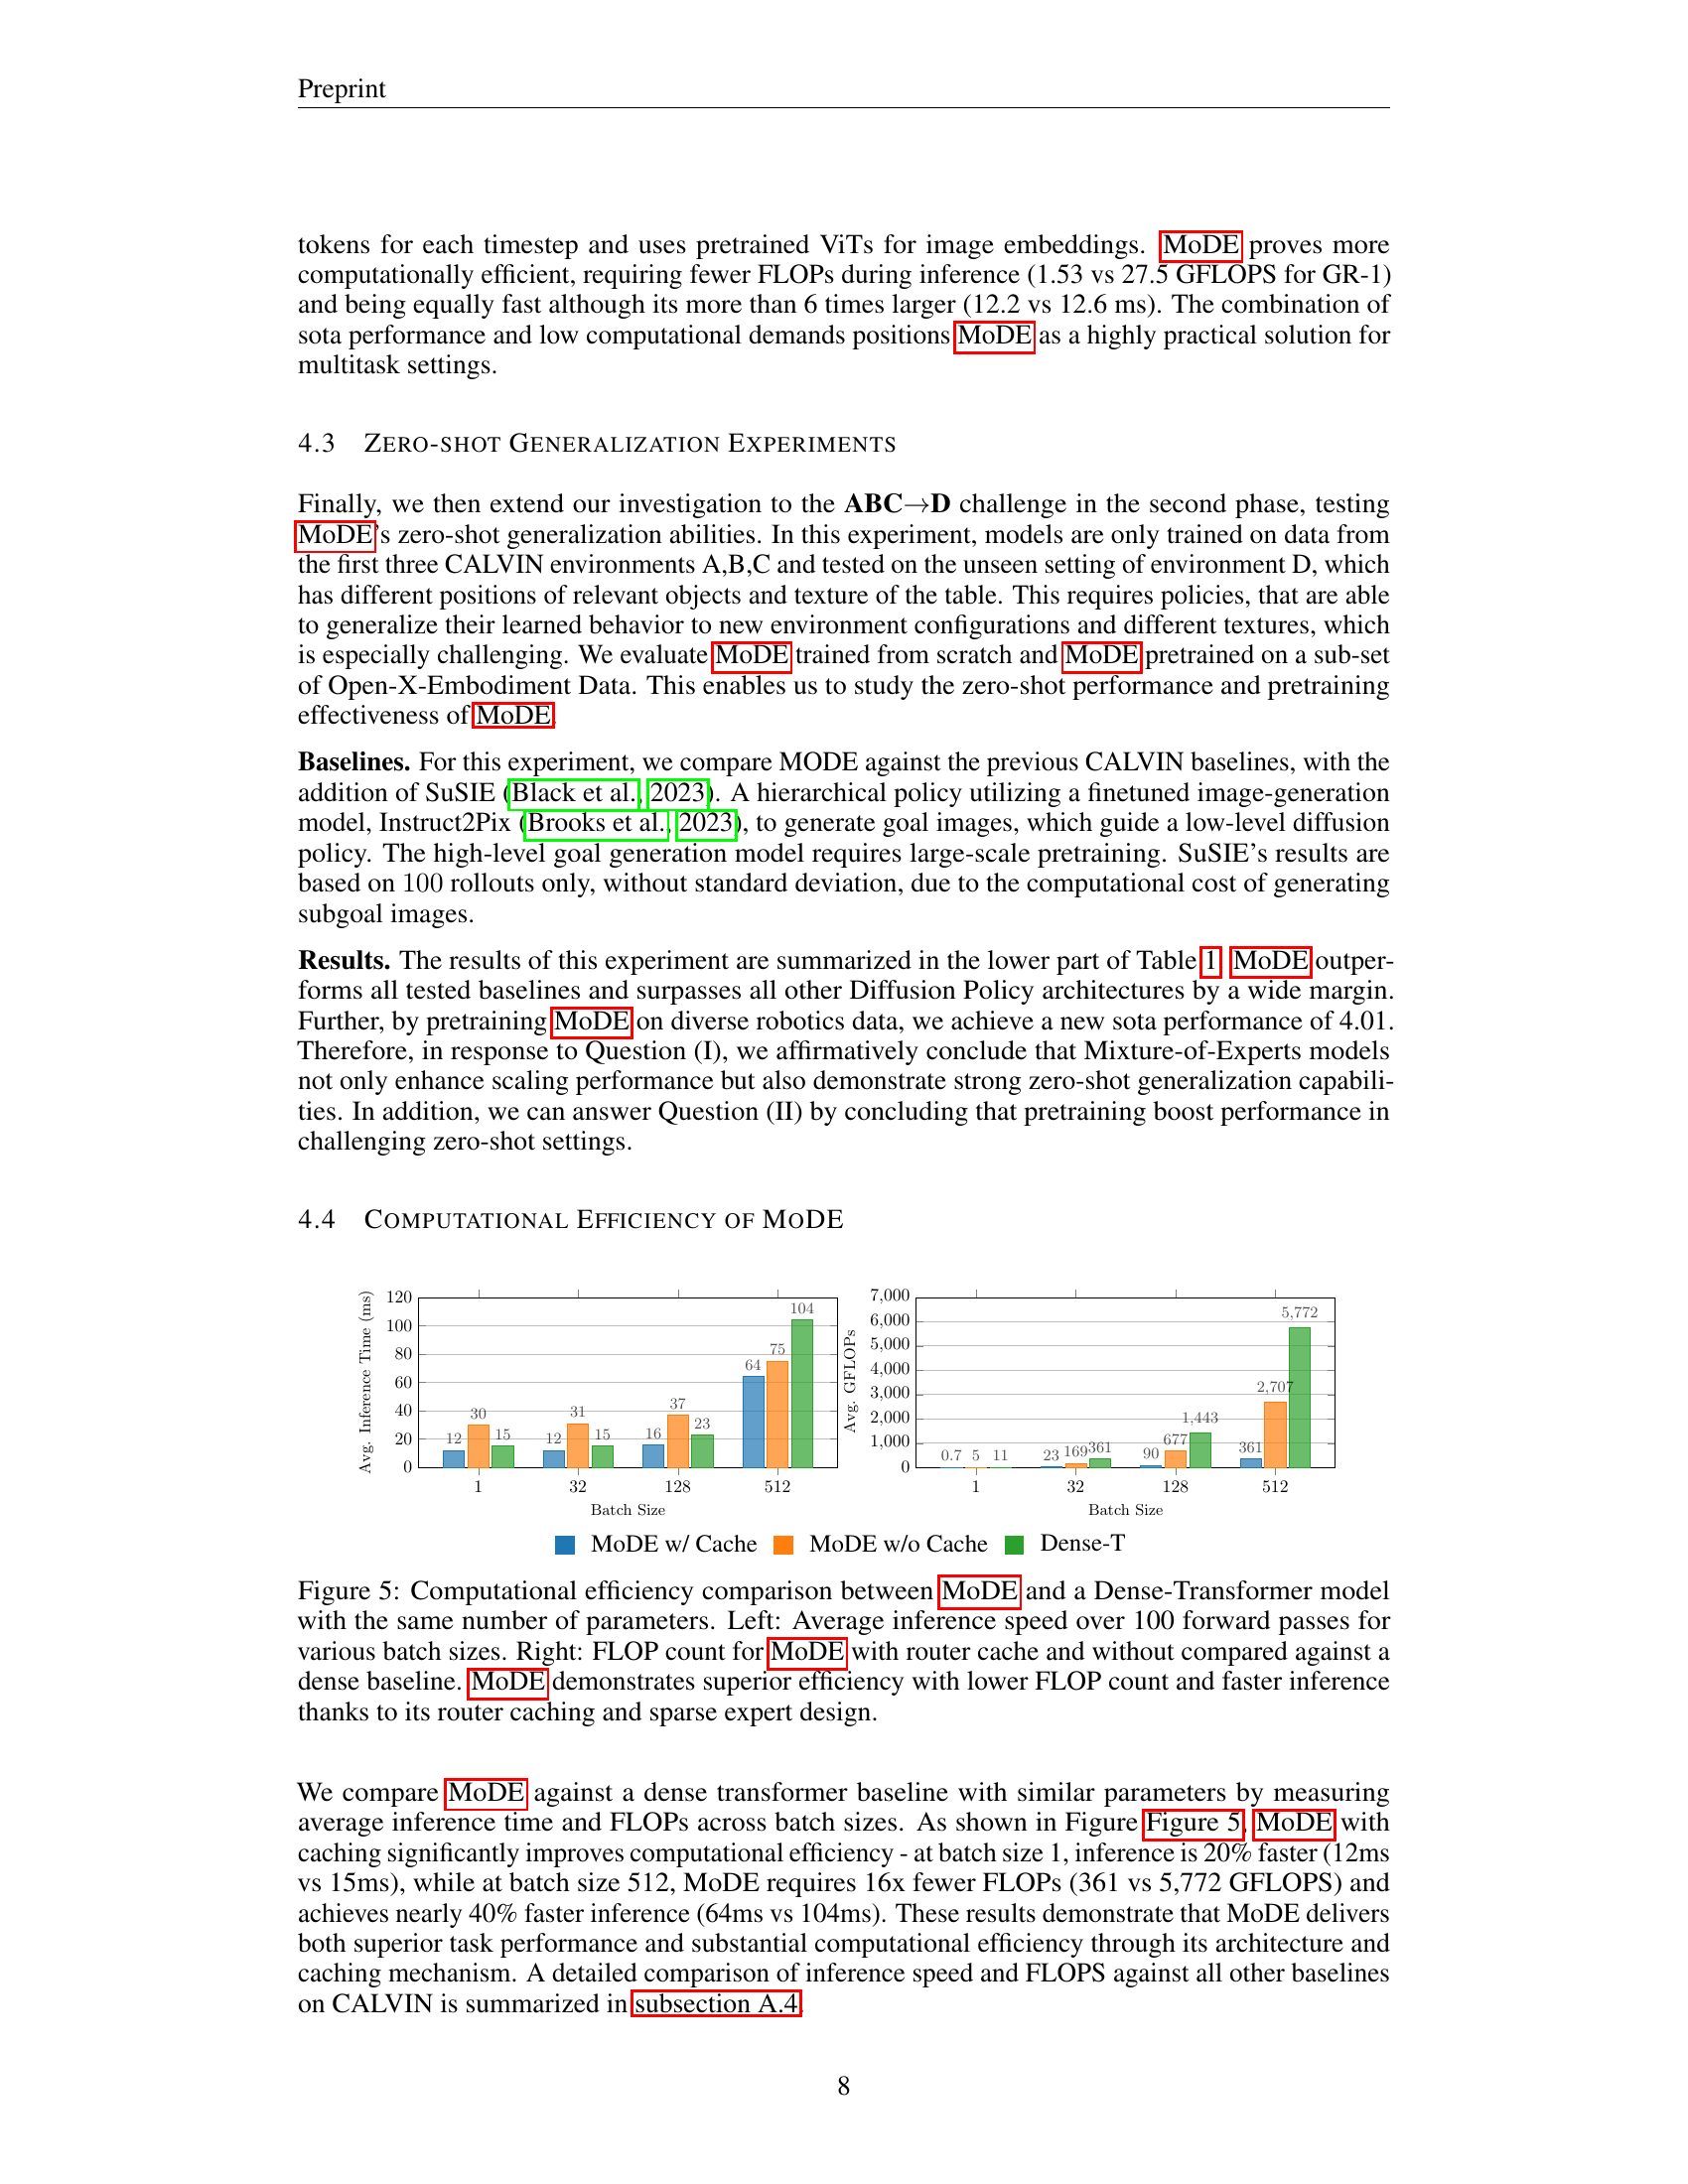 Preprint
tokens for each timestep and uses pretrained ViTs for image embeddings. MoDE proves more
computationally efficient, requiring fewer FLOPs during inference (1.53 vs 27.5 GFLOPS for GR-1)
and being equally fast although its more than 6 times larger (12.2 vs 12.6 ms). The combination of
sota performance and low computational demands positions MoDE as a highly practical solution for
multitask settings.
4.3 ZERO-SHOT GENERALIZATION EXPERIMENTS
Finally, we then extend our investigation to the ABC→D challenge in the second phase, testing
MoDE's zero-shot generalization abilities. In this experiment, models are only trained on data from
the first three CALVIN environments A,B,C and tested on the unseen setting of environment D, which
has different positions of relevant objects and texture of the table. This requires policies, that are able
to generalize their learned behavior to new environment configurations and different textures, which
is especially challenging. We evaluate MoDE trained from scratch and MoDE pretrained on a sub-set
of Open-X-Embodiment Data. This enables us to study the zero-shot performance and pretraining
effectiveness of MoDE.
Baselines. For this experiment, we compare MODE against the previous CALVIN baselines, with the
addition of SuSIE (Black et al., 2023). A hierarchical policy utilizing a finetuned image-generation
model, Instruct2Pix (Brooks et al., 2023), to generate goal images, which guide a low-level diffusion
policy. The high-level goal generation model requires large-scale pretraining. SuSIE's results are
based on 100 rollouts only, without standard deviation, due to the computational cost of generating
subgoal images.
Results. The results of this experiment are summarized in the lower part of Table 1. MoDE outper-
forms all tested baselines and surpasses all other Diffusion Policy architectures by a wide margin.
Further, by pretraining MoDE on diverse robotics data, we achieve a new sota performance of 4.01.
Therefore, in response to Question (I), we affirmatively conclude that Mixture-of-Experts models
not only enhance scaling performance but also demonstrate strong zero-shot generalization capabili-
ties. In addition, we can answer Question (II) by concluding that pretraining boost performance in
challenging zero-shot settings.
4.4 COMPUTATIONAL EFFICIENCY OF MODE
Avg. Inference Time (ms)
120
100
80
60
40
20
0
12 30 15
12 31 15
16 37 23
64 75 104
1 32 128 512
Batch Size
Avg. GFLOPs
7,000
6,000
5,000
4,000
3,000
2,000
1,000
0
0.7 5 11
23 169 361
90 677 1,443
361 2,707 5,772
1 32 128 512
Batch Size
MoDE w/ Cache MoDE w/o Cache Dense-T
Figure 5: Computational efficiency comparison between MoDE and a Dense-Transformer model
with the same number of parameters. Left: Average inference speed over 100 forward passes for
various batch sizes. Right: FLOP count for MoDE with router cache and without compared against a
dense baseline. MoDE demonstrates superior efficiency with lower FLOP count and faster inference
thanks to its router caching and sparse expert design.
We compare MoDE against a dense transformer baseline with similar parameters by measuring
average inference time and FLOPs across batch sizes. As shown in Figure Figure 5, MoDE with
caching significantly improves computational efficiency - at batch size 1, inference is 20% faster (12ms
vs 15ms), while at batch size 512, MoDE requires 16x fewer FLOPs (361 vs 5,772 GFLOPS) and
achieves nearly 40% faster inference (64ms vs 104ms). These results demonstrate that MoDE delivers
both superior task performance and substantial computational efficiency through its architecture and
caching mechanism. A detailed comparison of inference speed and FLOPS against all other baselines
on CALVIN is summarized in subsection A.4.
8